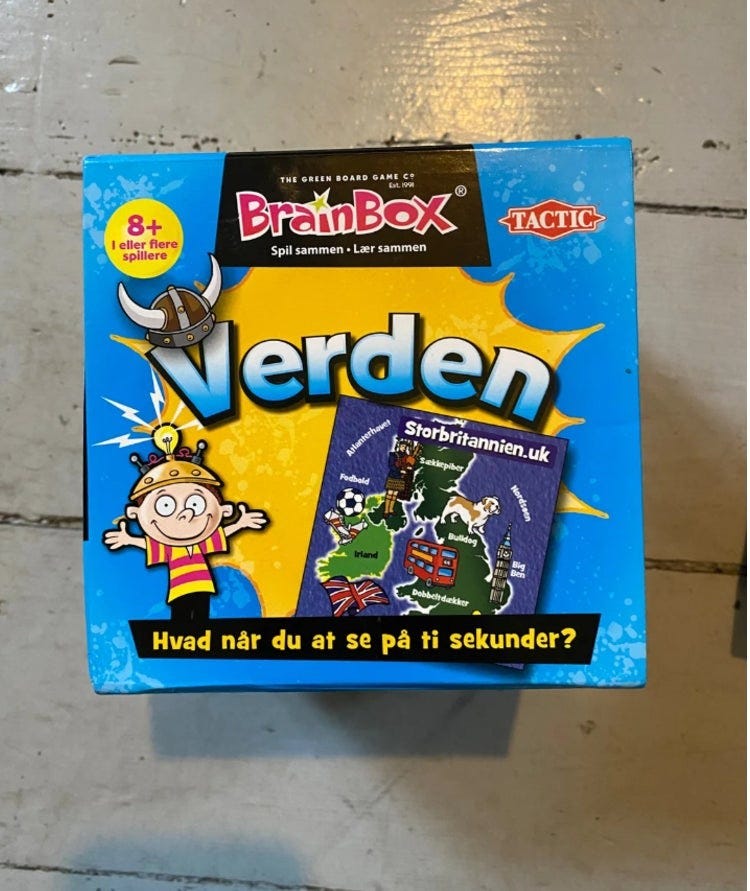 THE GREEN BOARD GAME Cº
Est. 1991
BrainBox®
Spil sammen • Lær sammen
TACTIC
8+
1 eller flere
spillere
Verden
Storbritannien.uk
Atlanterhavet
Sækkepiber
Fodbold
Nordsøen
Bulldog
Irland
Big
Ben
Dobbeltdækker
Hvad når du at se på ti sekunder?